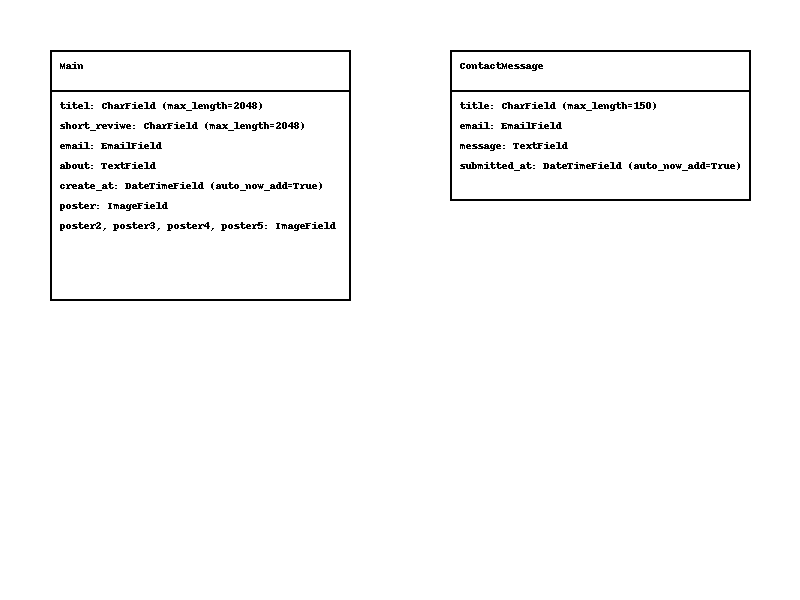 Main
titel: CharField (max_length=2048)
short_reviwe: CharField (max_length=2048)
email: EmailField
about: TextField
create_at: DateTimeField (auto_now_add=True)
poster: ImageField
poster2, poster3, poster4, poster5: ImageField
ContactMessage
title: CharField (max_length=150)
email: EmailField
message: TextField
submitted_at: DateTimeField (auto_now_add=True)